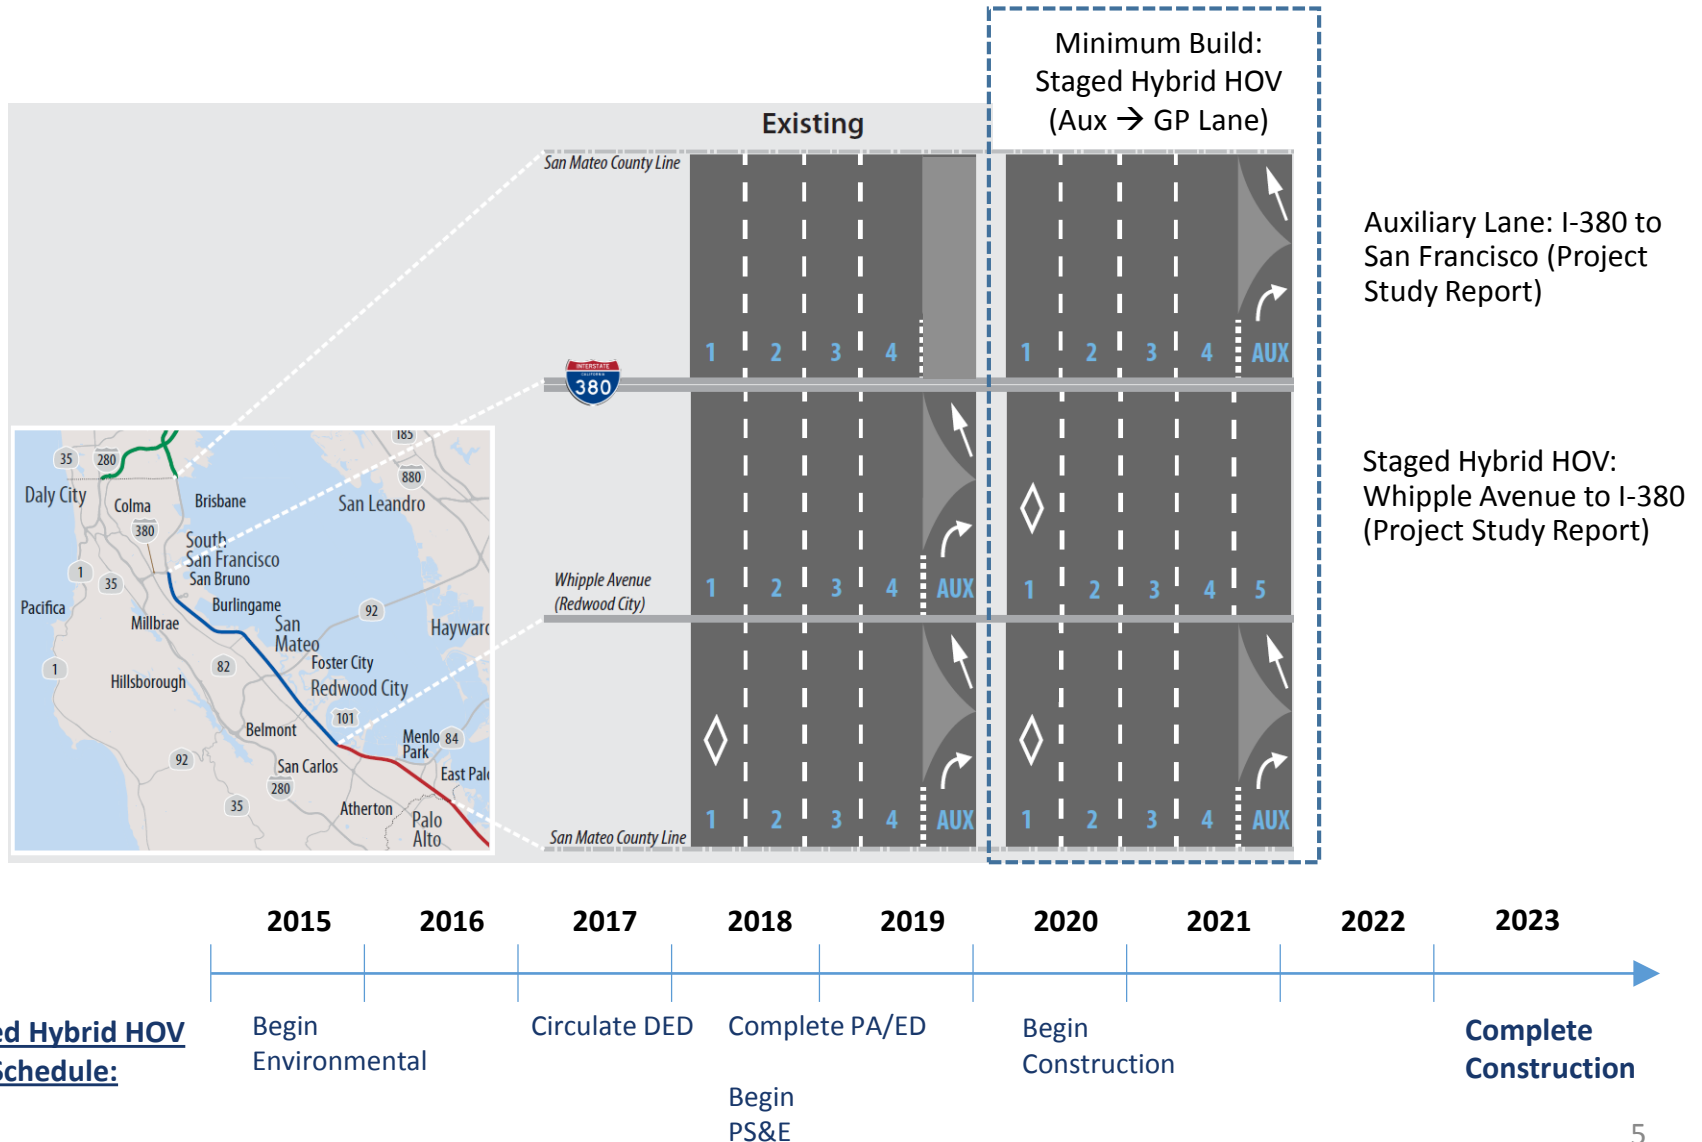 Minimum Build:
Staged Hybrid HOV
(Aux → GP Lane)
Existing
San Mateo County Line
1 2 3 4
1 2 3 4 AUX
Auxiliary Lane: I-380 to
San Francisco (Project
Study Report)
INTERSTATE
CALIFORNIA
380
Whipple Avenue
(Redwood City)
1 2 3 4 AUX
1 2 3 4 5
Staged Hybrid HOV:
Whipple Avenue to I-380
(Project Study Report)
San Mateo County Line
1 2 3 4 AUX
1 2 3 4 AUX
35
280
185
880
Daly City
Colma
Brisbane
San Leandro
380
South
San Francisco
San Bruno
1
35
Burlingame
92
Pacifica
Millbrae
San
Mateo
Hayward
1
82
Foster City
Hillsborough
Redwood City
101
Belmont
Menlo
Park
84
92
San Carlos
280
East Palo
35
Atherton
Palo
Alto
2015 2016 2017 2018 2019 2020 2021 2022 2023
ed Hybrid HOV
Schedule:
Begin
Environmental
Circulate DED
Complete PA/ED
Begin
PS&E
Begin
Construction
Complete
Construction
5